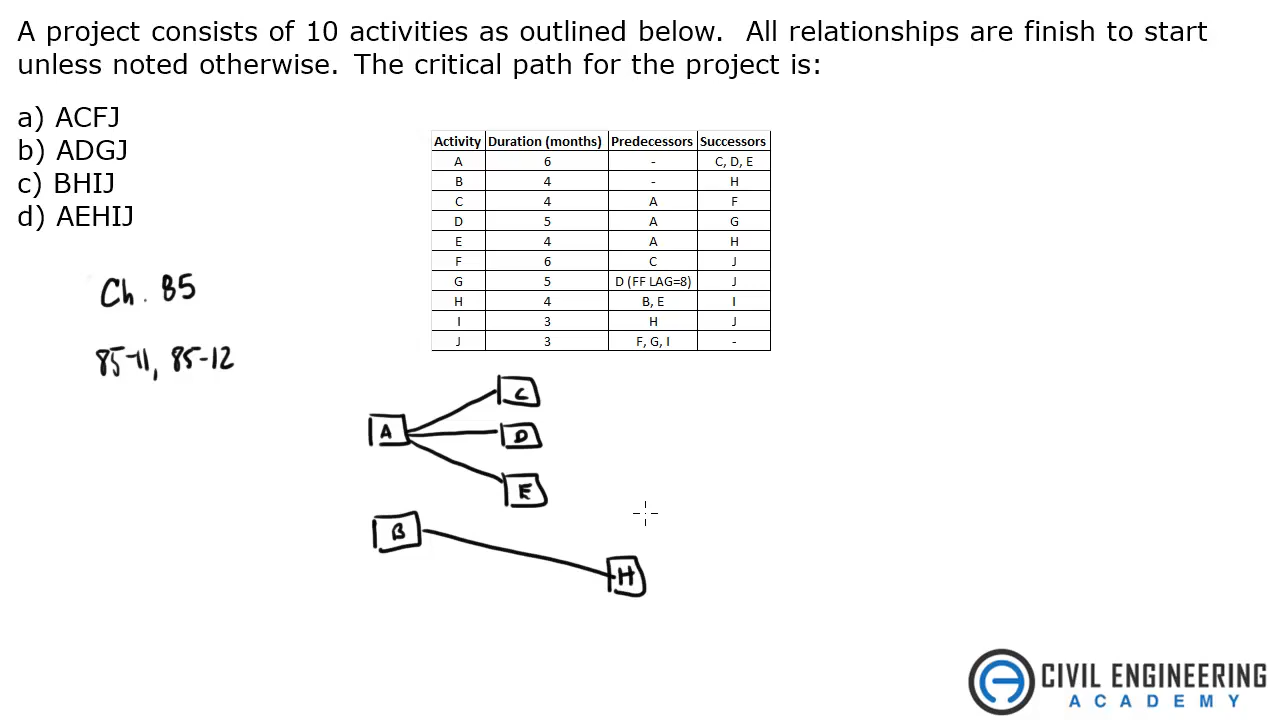 A project consists of 10 activities as outlined below. All relationships are finish to start
unless noted otherwise. The critical path for the project is:
a) ACFJ
b) ADGJ
c) BHIJ
d) AEHIJ
Activity Duration (months) Predecessors Successors
A 6 - C, D, E
B 4 - H
C 4 A F
D 5 A G
E 4 A H
F 6 C J
G 5 D (FF LAG=8) J
H 4 B, E I
I 3 H J
J 3 F, G, I -
Ch. 85
85-11, 85-12
C
A
D
E
B
H
CIVIL ENGINEERING
ACADEMY